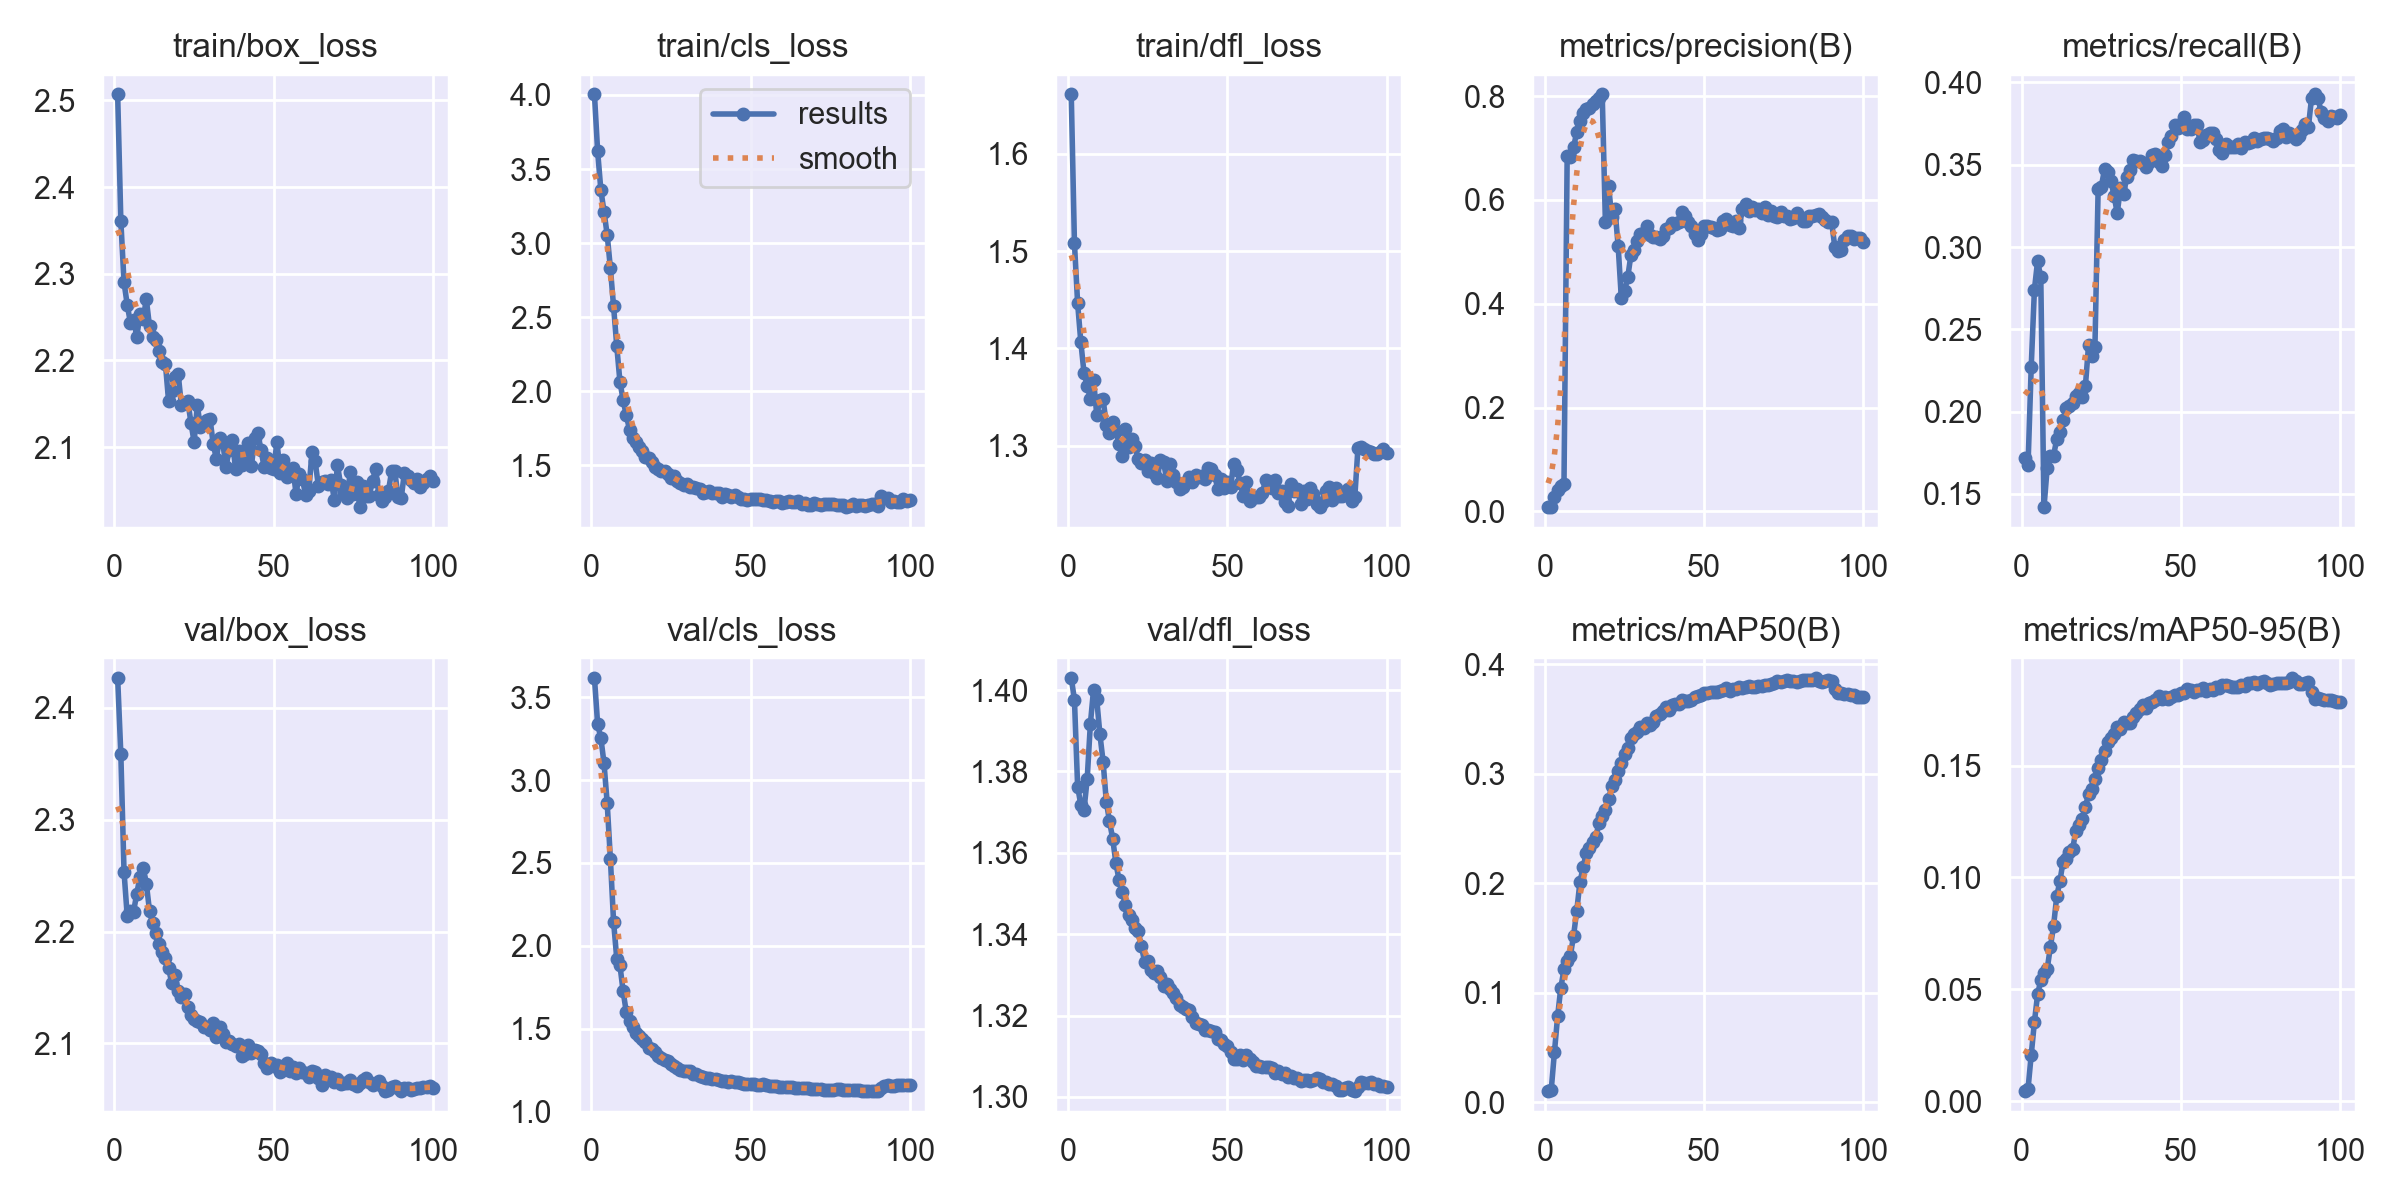 train/box_loss
train/cls_loss
train/dfl_loss
metrics/precision(B)
metrics/recall(B)
2.5
2.4
2.3
2.2
2.1
0 50 100
4.0
3.5
3.0
2.5
2.0
1.5
0 50 100
results
smooth
1.6
1.5
1.4
1.3
0 50 100
0.8
0.6
0.4
0.2
0.0
0 50 100
0.40
0.35
0.30
0.25
0.20
0.15
0 50 100
val/box_loss
val/cls_loss
val/dfl_loss
metrics/mAP50(B)
metrics/mAP50-95(B)
2.4
2.3
2.2
2.1
0 50 100
3.5
3.0
2.5
2.0
1.5
1.0
0 50 100
1.40
1.38
1.36
1.34
1.32
1.30
0 50 100
0.4
0.3
0.2
0.1
0.0
0 50 100
0.15
0.10
0.05
0.00
0 50 100